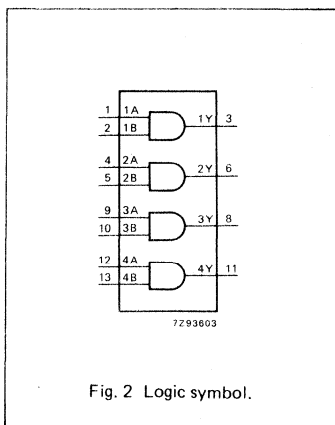 1 1A 1Y 3
2 1B
4 2A 2Y 6
5 2B
9 3A 3Y 8
10 3B
12 4A 4Y 11
13 4B
7Z93603
Fig. 2 Logic symbol.